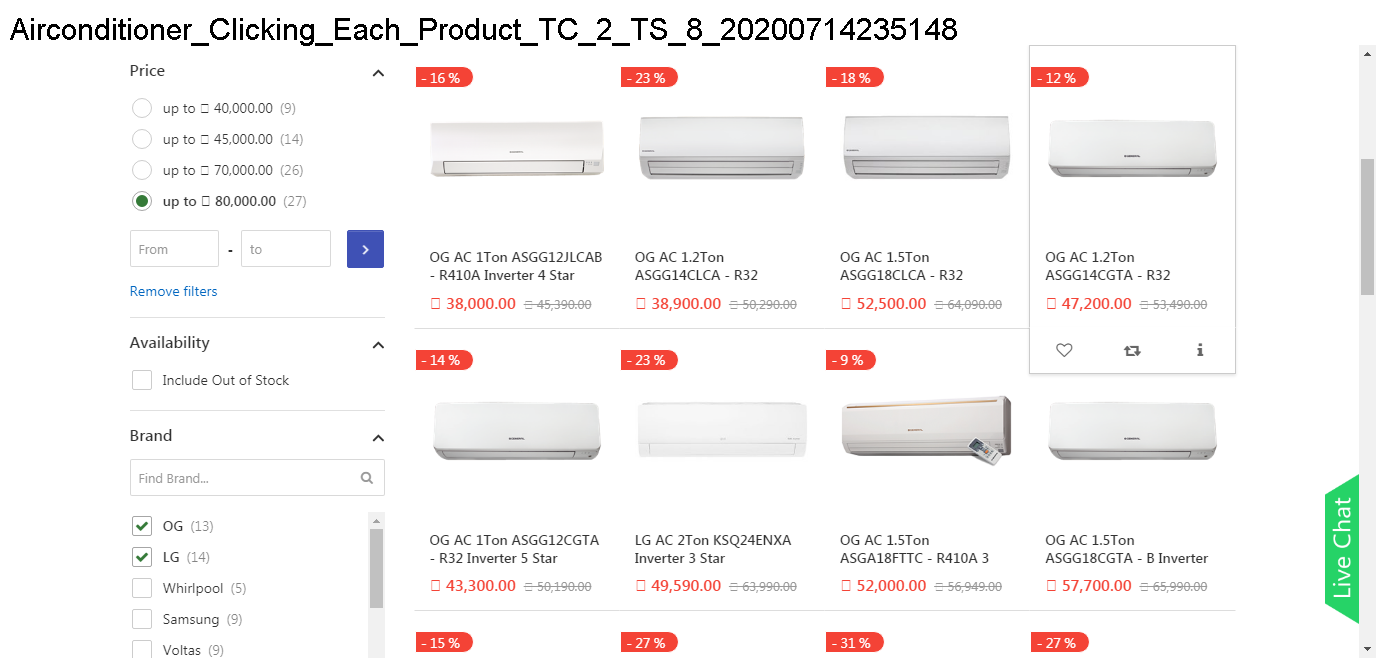 Airconditioner_Clicking_Each_Product_TC_2_TS_8_20200714235148
Price
up to ▯ 40,000.00 (9)
up to ▯ 45,000.00 (14)
up to ▯ 70,000.00 (26)
up to ▯ 80,000.00 (27)
From - to
Remove filters
Availability
Include Out of Stock
Brand
Find Brand...
OG (13)
LG (14)
Whirlpool (5)
Samsung (9)
Voltas (9)
- 16 %
- 23 %
- 18 %
- 12 %
OG AC 1Ton ASGG12JLCAB
- R410A Inverter 4 Star
▯ 38,000.00 ▯ 45,390.00
OG AC 1.2Ton
ASGG14CLCA - R32
▯ 38,900.00 ▯ 50,290.00
OG AC 1.5Ton
ASGG18CLCA - R32
▯ 52,500.00 ▯ 64,090.00
OG AC 1.2Ton
ASGG14CGTA - R32
▯ 47,200.00 ▯ 53,490.00
- 14 %
- 23 %
- 9 %
OG AC 1Ton ASGG12CGTA
- R32 Inverter 5 Star
▯ 43,300.00 ▯ 50,190.00
LG AC 2Ton KSQ24ENXA
Inverter 3 Star
▯ 49,590.00 ▯ 63,990.00
OG AC 1.5Ton
ASGA18FTTC - R410A 3
▯ 52,000.00 ▯ 56,949.00
OG AC 1.5Ton
ASGG18CGTA - B Inverter
▯ 57,700.00 ▯ 65,990.00
- 15 %
- 27 %
- 31 %
- 27 %
Live Chat